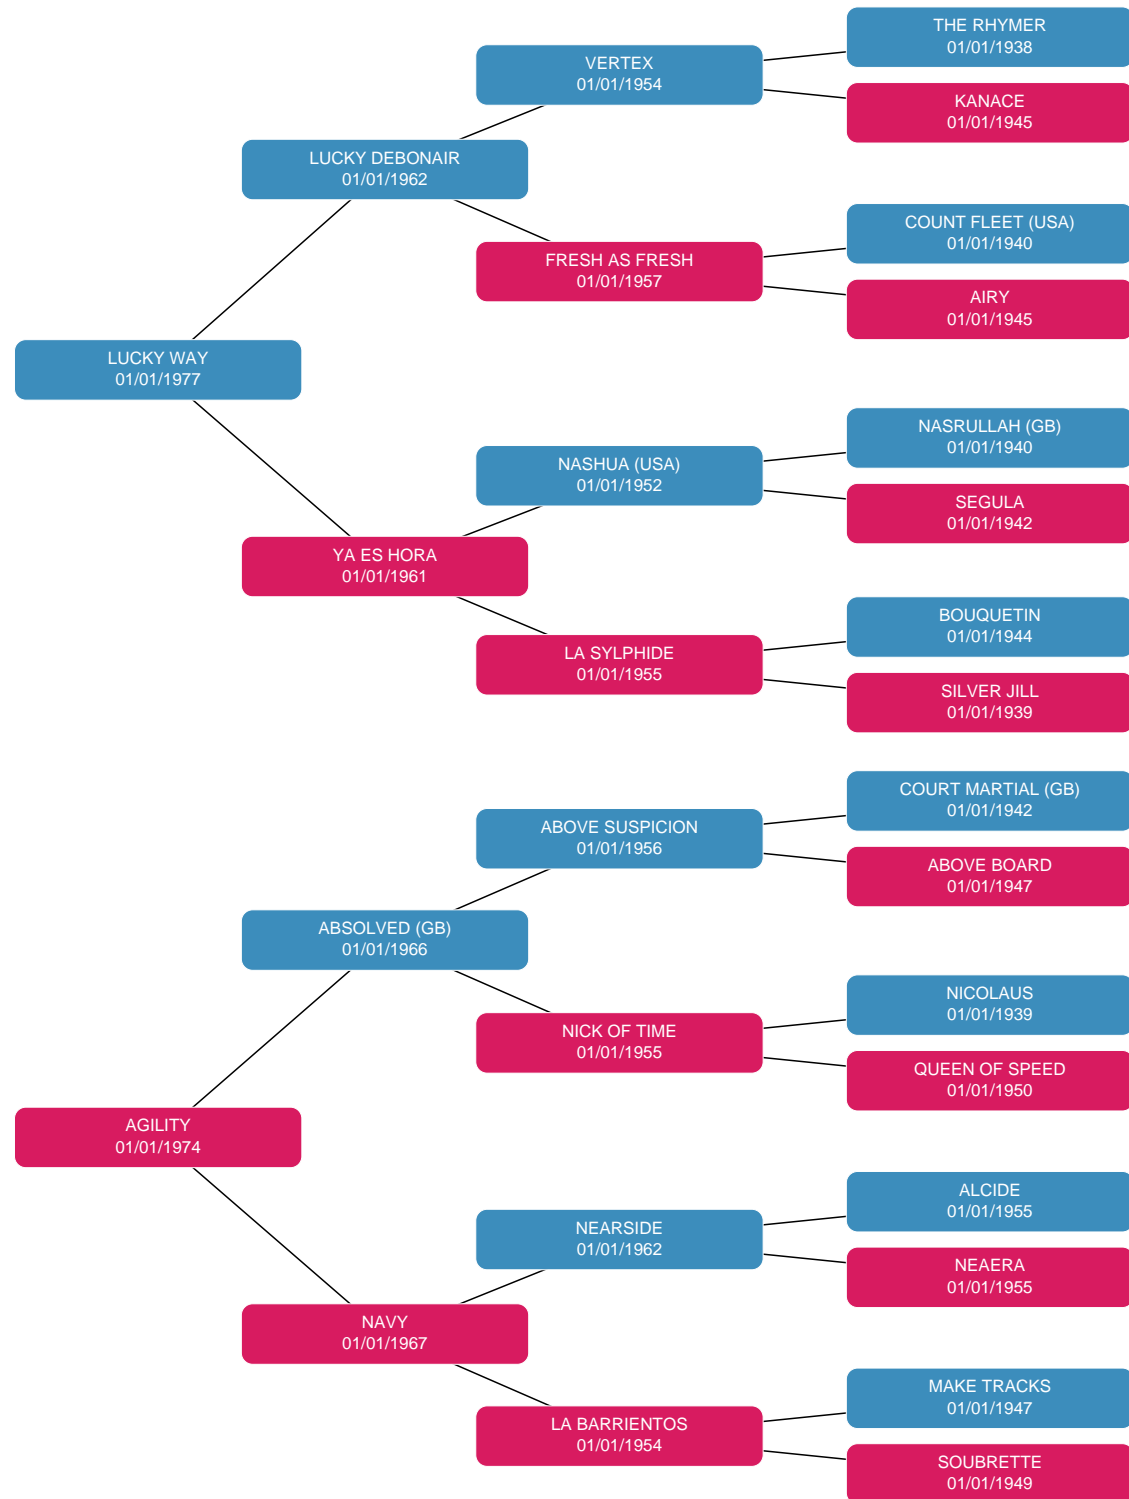 THE RHYMER
01/01/1938
VERTEX
01/01/1954
KANACE
01/01/1945
LUCKY DEBONAIR
01/01/1962
COUNT FLEET (USA)
01/01/1940
FRESH AS FRESH
01/01/1957
AIRY
01/01/1945
LUCKY WAY
01/01/1977
NASRULLAH (GB)
01/01/1940
NASHUA (USA)
01/01/1952
SEGULA
01/01/1942
YA ES HORA
01/01/1961
BOUQUETIN
01/01/1944
LA SYLPHIDE
01/01/1955
SILVER JILL
01/01/1939
COURT MARTIAL (GB)
01/01/1942
ABOVE SUSPICION
01/01/1956
ABOVE BOARD
01/01/1947
ABSOLVED (GB)
01/01/1966
NICOLAUS
01/01/1939
NICK OF TIME
01/01/1955
QUEEN OF SPEED
01/01/1950
AGILITY
01/01/1974
ALCIDE
01/01/1955
NEARSIDE
01/01/1962
NEAERA
01/01/1955
NAVY
01/01/1967
MAKE TRACKS
01/01/1947
LA BARRIENTOS
01/01/1954
SOUBRETTE
01/01/1949